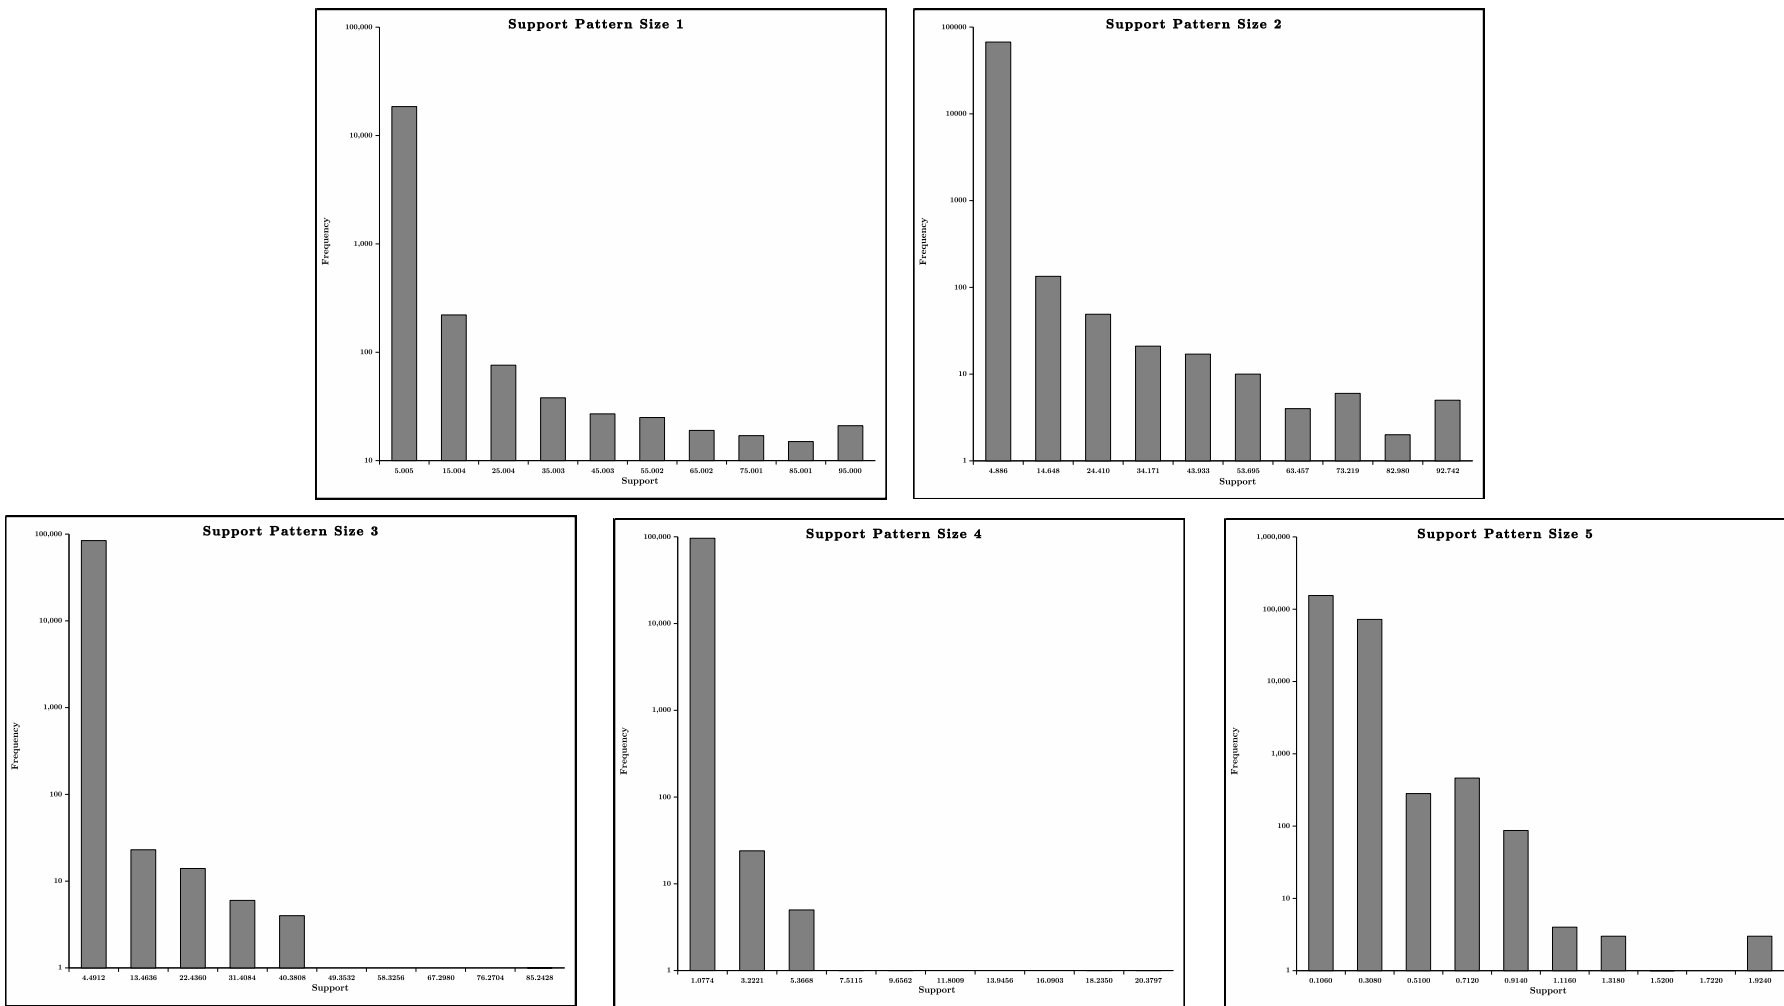 Support Pattern Size 1
100,000
10,000
1,000
100
10
Frequency
5.005 15.004 25.004 35.003 45.003 55.002 65.002 75.001 85.001 95.000
Support
Support Pattern Size 2
100000
10000
1000
100
10
1
Frequency
4.886 14.648 24.410 34.171 43.933 53.695 63.457 73.219 82.980 92.742
Support
Support Pattern Size 3
100,000
10,000
1,000
100
10
1
Frequency
4.4912 13.4636 22.4360 31.4084 40.3808 49.3532 58.3256 67.2980 76.2704 85.2428
Support
Support Pattern Size 4
100,000
10,000
1,000
100
10
1
Frequency
1.0774 3.2221 5.3668 7.5115 9.6562 11.8009 13.9456 16.0903 18.2350 20.3797
Support
Support Pattern Size 5
1,000,000
100,000
10,000
1,000
100
10
1
Frequency
0.1060 0.3080 0.5100 0.7120 0.9140 1.1160 1.3180 1.5200 1.7220 1.9240
Support